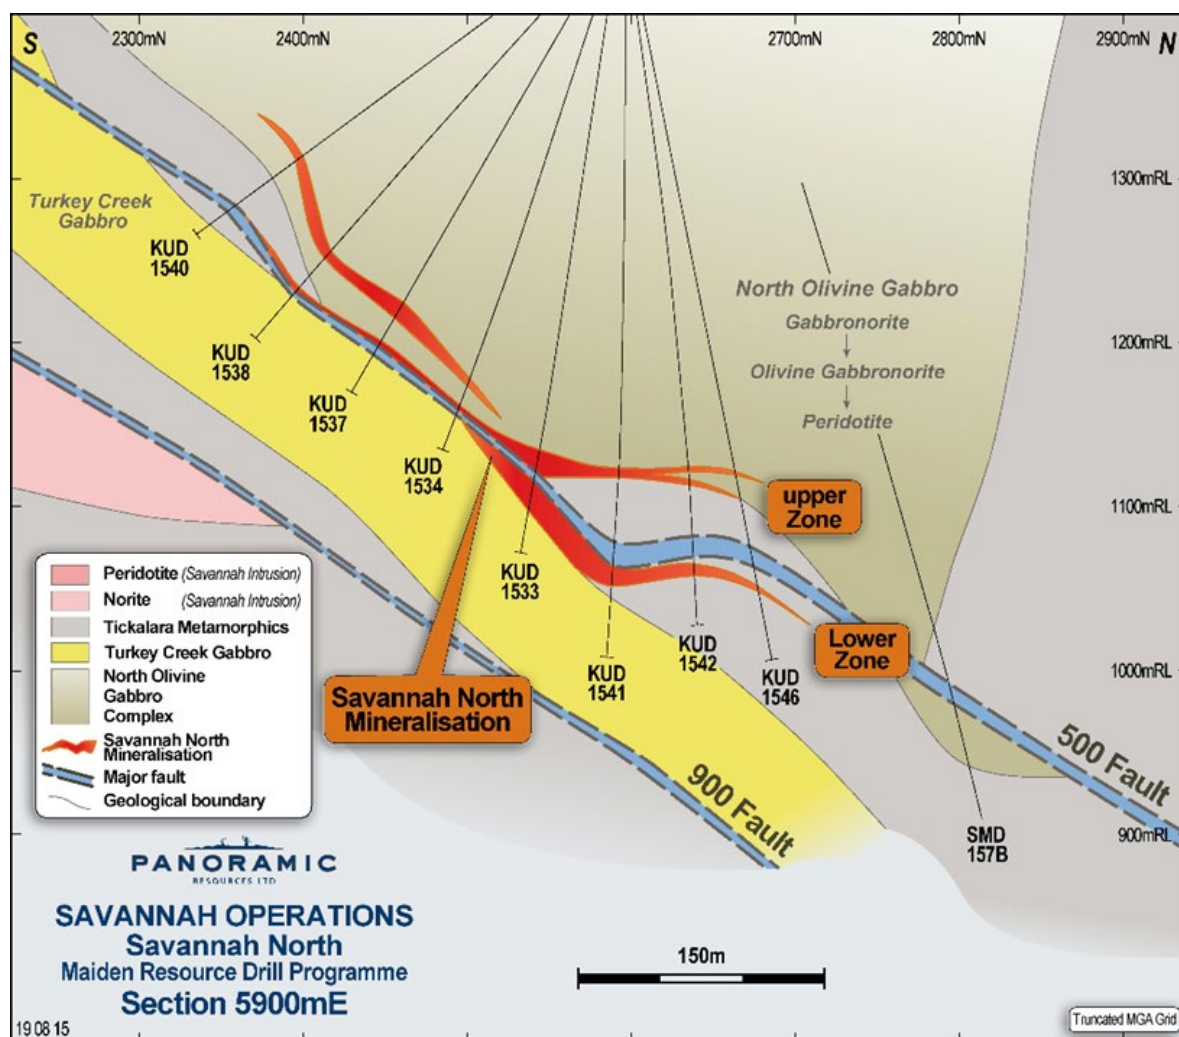 S
2300mN
2400mN
2700mN
2800mN
2900mN
N
1300mRL
1200mRL
1100mRL
1000mRL
900mRL
Turkey Creek
Gabbro
KUD
1540
KUD
1538
KUD
1537
KUD
1534
KUD
1533
KUD
1541
KUD
1542
KUD
1546
SMD
157B
North Olivine Gabbro
Gabbronorite
Olivine Gabbronorite
Peridotite
upper
Zone
Lower
Zone
Savannah North
Mineralisation
900 Fault
500 Fault
Peridotite (Savannah Intrusion)
Norite (Savannah Intrusion)
Tickalara Metamorphics
Turkey Creek Gabbro
North Olivine
Gabbro
Complex
Savannah North
Mineralisation
Major fault
Geological boundary
PANORAMIC
RESOURCES LTD
SAVANNAH OPERATIONS
Savannah North
Maiden Resource Drill Programme
Section 5900mE
150m
19 08 15
Truncated MGA Grid